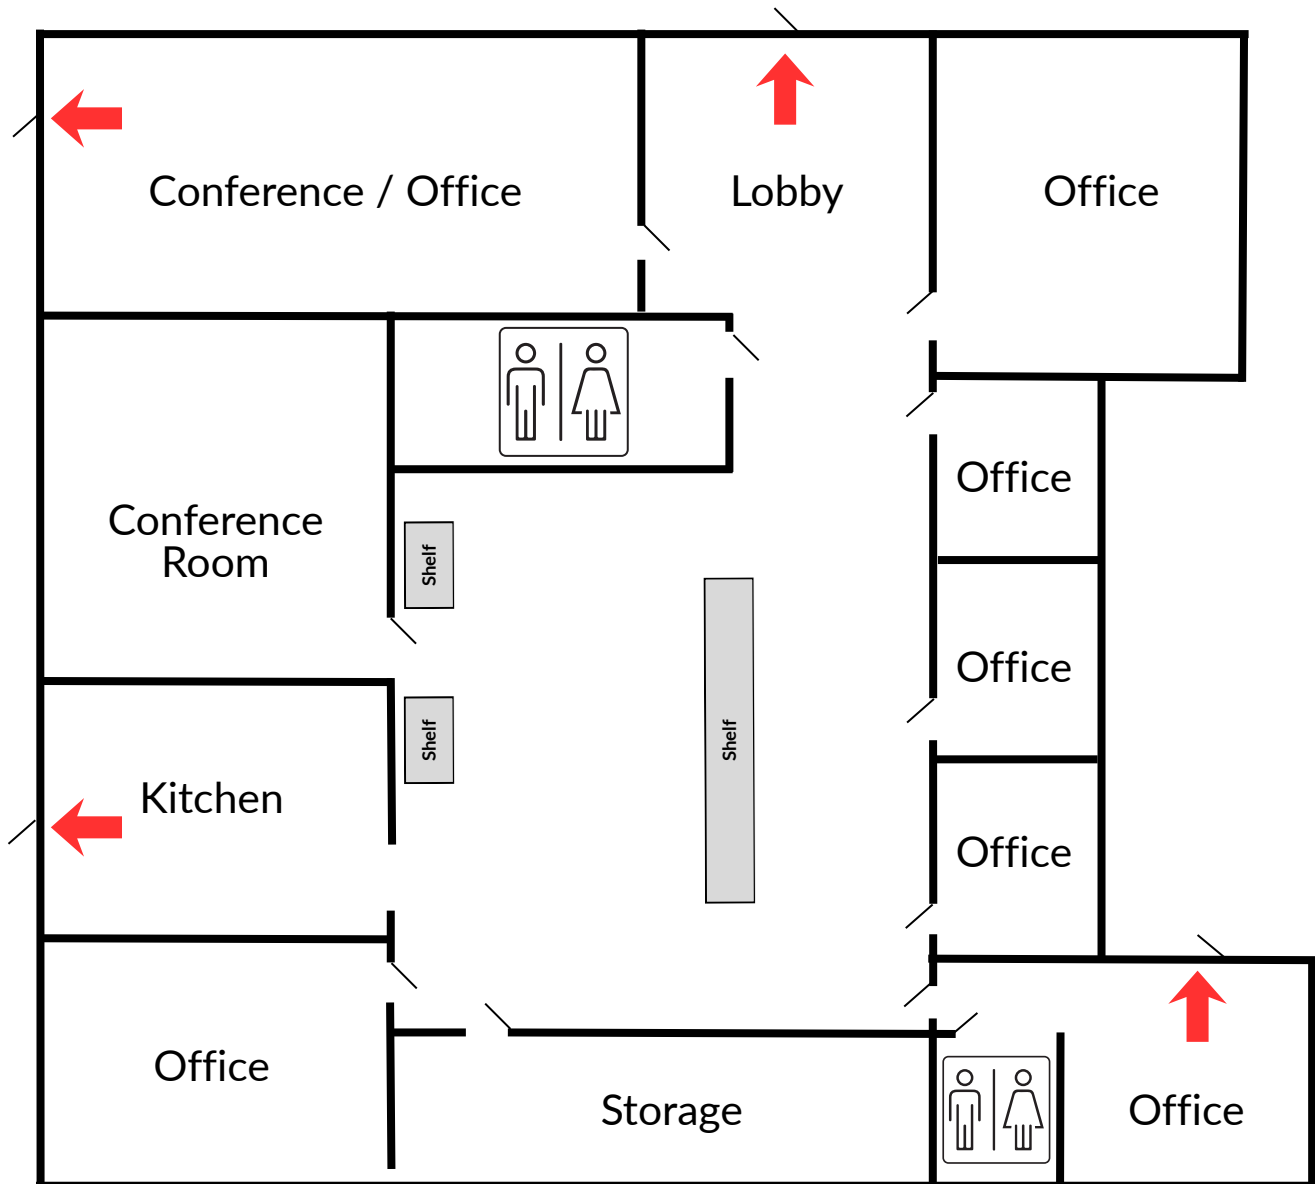 Conference / Office
Lobby
Office
Conference
Room
Office
Shelf
Shelf
Office
Shelf
Kitchen
Office
Office
Storage
Office